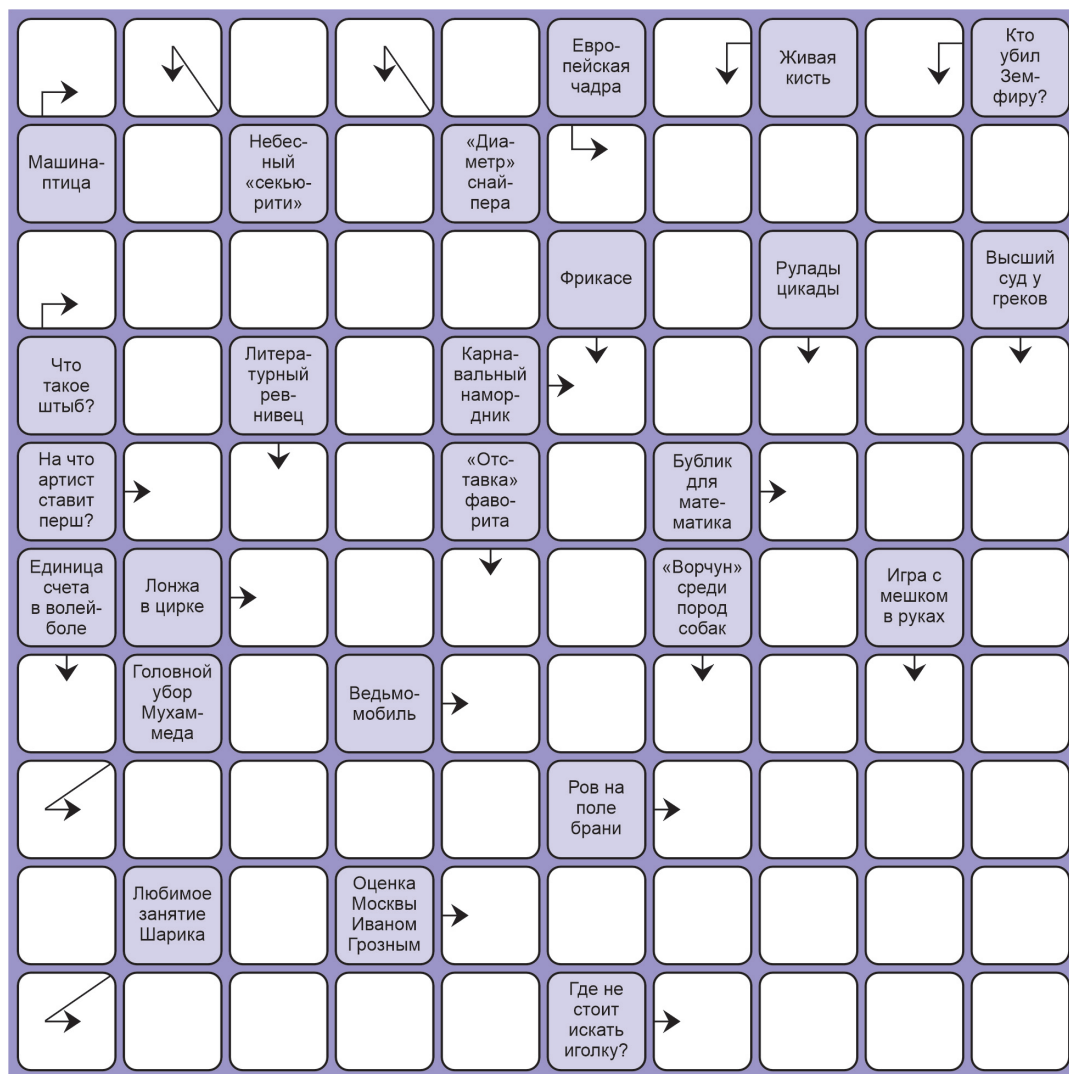 Евро-
пейская
чадра
Живая
кисть
Кто
убил
Зем-
фиру?
Машина-
птица
Небес-
ный
«секью-
рити»
«Диа-
метр»
снай-
пера
Фрикасе
Рулады
цикады
Высший
суд у
греков
Что
такое
штыб?
Литера-
турный
рев-
нивец
Карна-
вальный
намор-
дник
На что
артист
ставит
перш?
«Отс-
тавка»
фаво-
рита
Бублик
для
мате-
матика
Единица
счета
в волей-
боле
Лонжа
в цирке
«Ворчун»
среди
пород
собак
Игра с
мешком
в руках
Головной
убор
Мухам-
меда
Ведьмо-
мобиль
Ров на
поле
брани
Любимое
занятие
Шарика
Оценка
Москвы
Иваном
Грозным
Где не
стоит
искать
иголку?